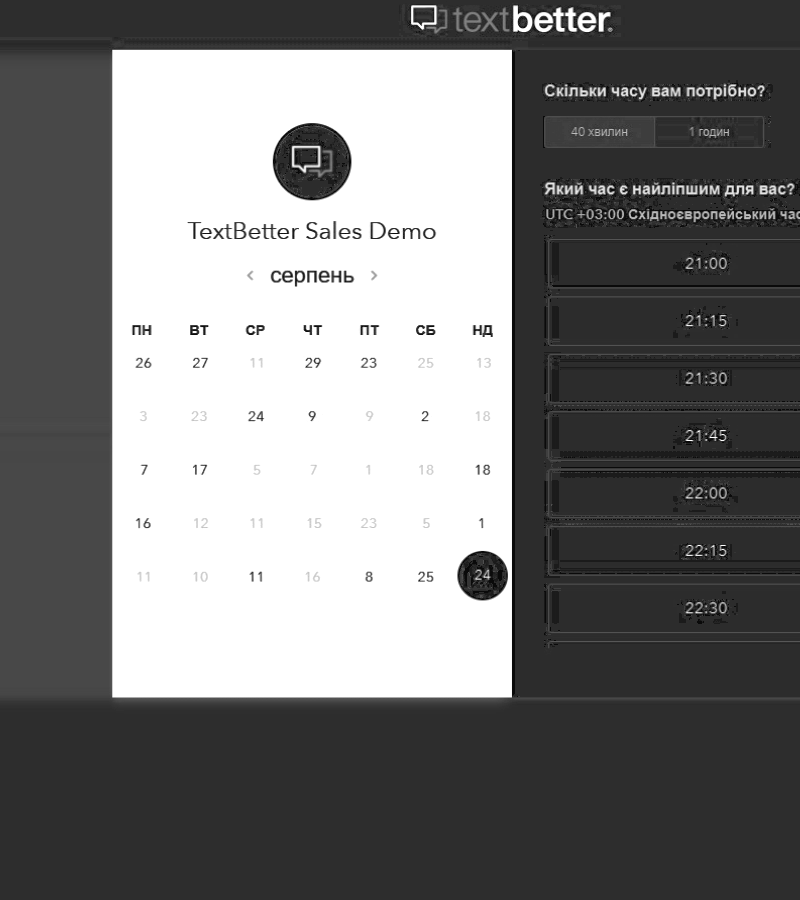 textbetter.
TextBetter Sales Demo
серпень
ПН ВТ СР ЧТ ПТ СБ НД
26 27 11 29 23 25 13
3 23 24 9 9 2 18
7 17 5 7 1 18 18
16 12 11 15 23 5 1
11 10 11 16 8 25 24
Скільки часу вам потрібно?
40 хвилин 1 годин
Який час є найліпшим для вас?
UTC +03:00 Східноєвропейський час
21:00
21:15
21:30
21:45
22:00
22:15
22:30